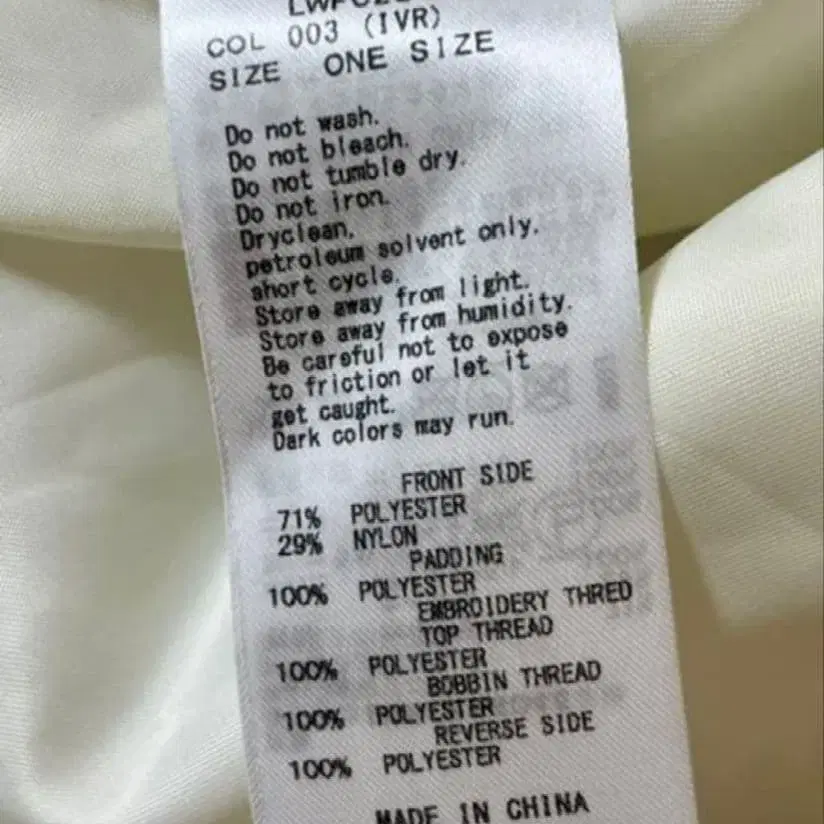 COL 003 (IVR)
SIZE ONE SIZE
Do not wash.
Do not bleach.
Do not tumble dry.
Do not iron.
Dryclean.
petroleum solvent only.
short cycle.
Store away from light.
Store away from humidity.
Be careful not to expose
to friction or let it
get caught.
Dark colors may run.
FRONT SIDE
71% POLYESTER
29% NYLON
PADDING
100% POLYESTER
EMBROIDERY THRED
TOP THREAD
100% POLYESTER
BOBBIN THREAD
100% POLYESTER
REVERSE SIDE
100% POLYESTER
MADE IN CHINA